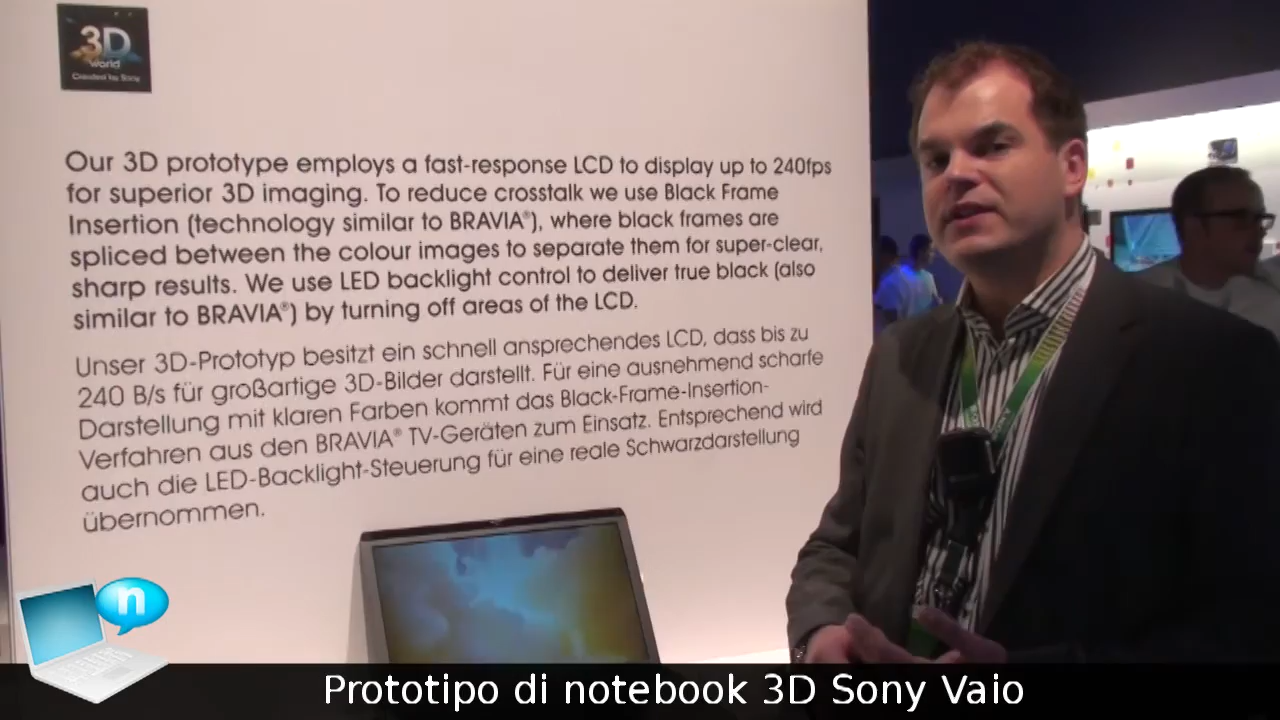 3D
world
Created by Sony
Our 3D prototype employs a fast-response LCD to display up to 240fps
for superior 3D imaging. To reduce crosstalk we use Black Frame
Insertion (technology similar to BRAVIA®), where black frames are
spliced between the colour images to separate them for super-clear,
sharp results. We use LED backlight control to deliver true black (also
similar to BRAVIA®) by turning off areas of the LCD.
Unser 3D-Prototyp besitzt ein schnell ansprechendes LCD, dass bis zu
240 B/s für großartige 3D-Bilder darstellt. Für eine ausnehmend scharfe
Darstellung mit klaren Farben kommt das Black-Frame-Insertion-
Verfahren aus den BRAVIA® TV-Geräten zum Einsatz. Entsprechend wird
auch die LED-Backlight-Steuerung für eine reale Schwarzdarstellung
übernommen.
n
Prototipo di notebook 3D Sony Vaio